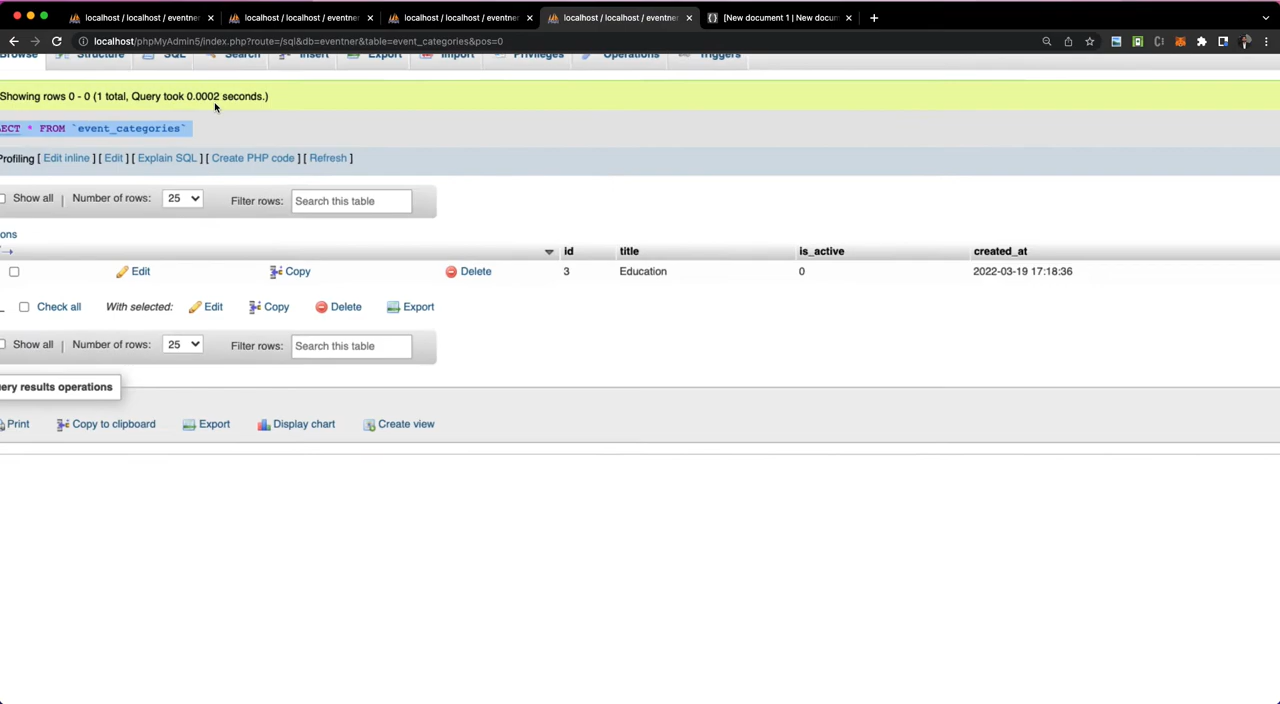 localhost / localhost / eventner
localhost / localhost / eventner
localhost / localhost / eventner
localhost / localhost / eventne
[New document 1 | New docum
localhost/phpMyAdmin5/index.php?route=/sql&db=eventner&table=event_categories&pos=0
Browse Structure SQL Search Insert Export Import Privileges Operations Triggers
Showing rows 0 - 0 (1 total, Query took 0.0002 seconds.)
LECT * FROM `event_categories`
Profiling [ Edit inline ] [ Edit ] [ Explain SQL ] [ Create PHP code ] [ Refresh ]
Show all | Number of rows: 25 Filter rows: Search this table
ons
id title is_active created_at
Edit Copy Delete 3 Education 0 2022-03-19 17:18:36
Check all With selected: Edit Copy Delete Export
Show all | Number of rows: 25 Filter rows: Search this table
ery results operations
Print Copy to clipboard Export Display chart Create view